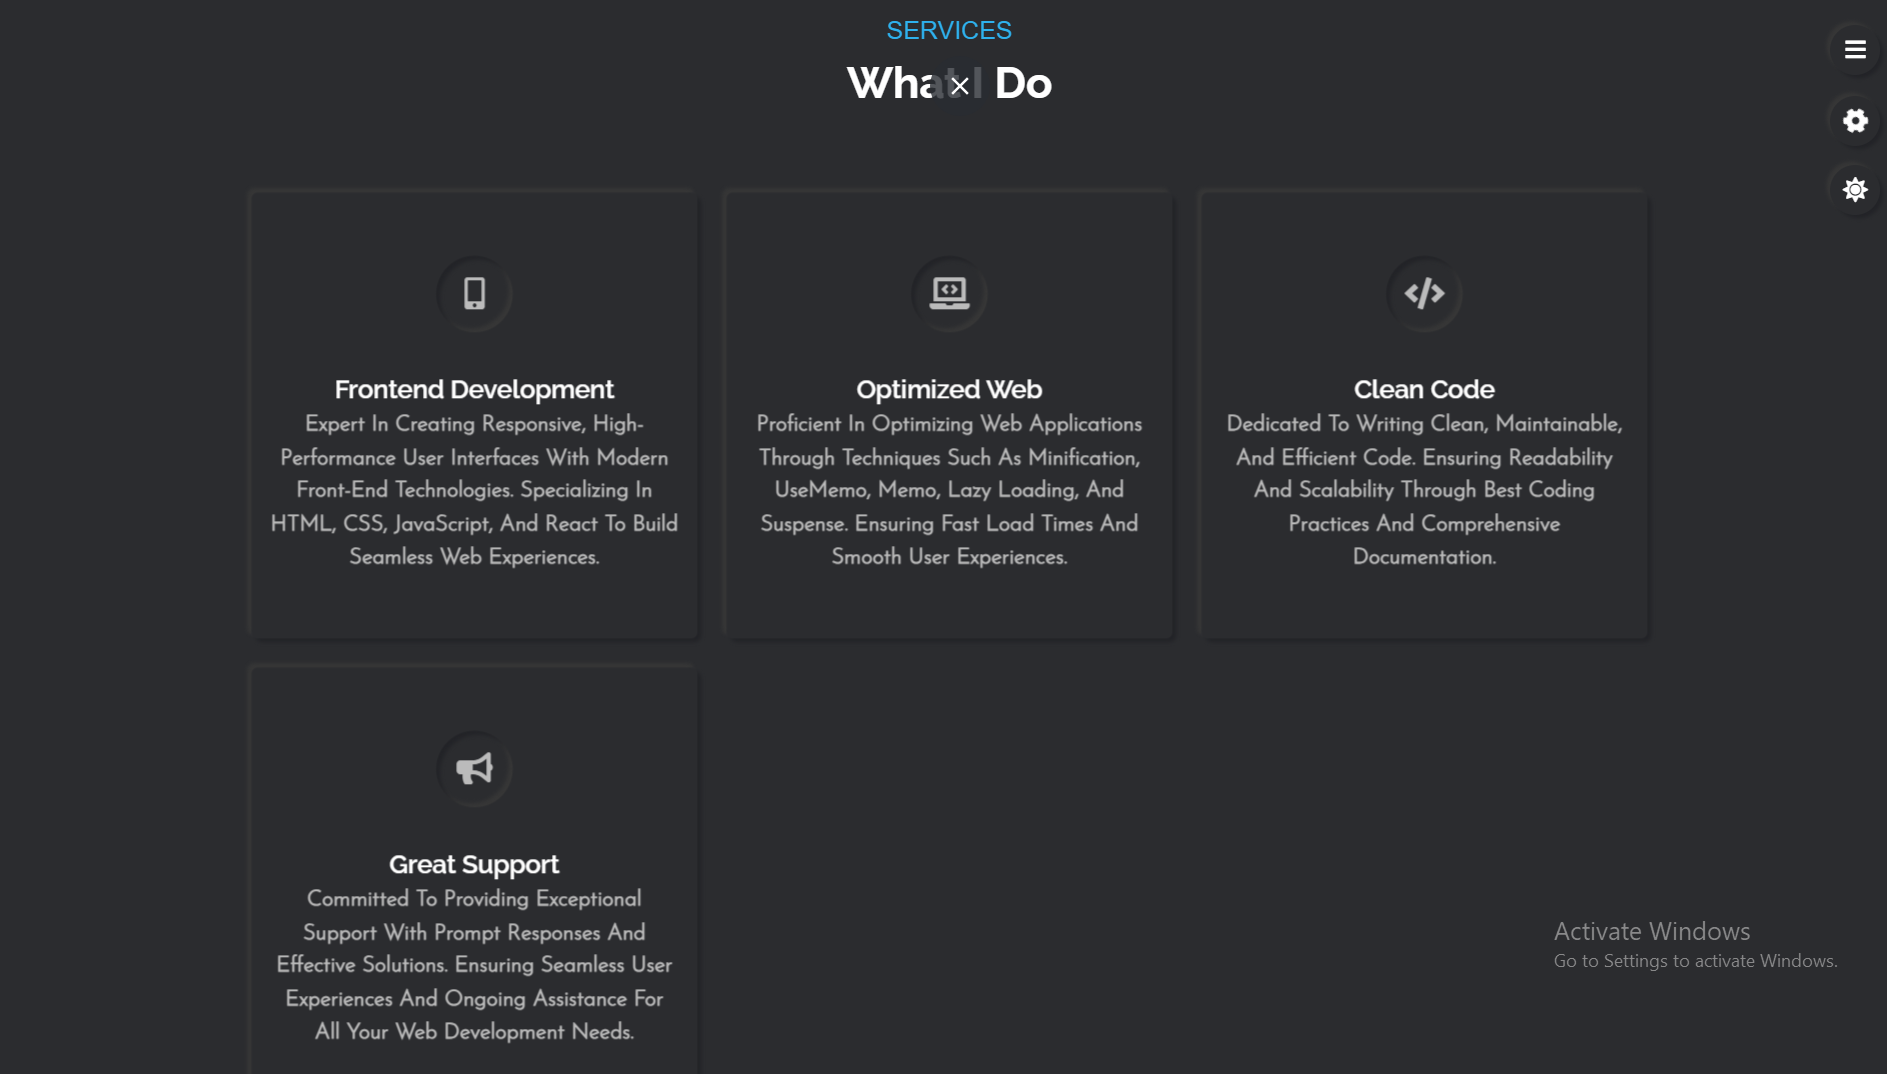 SERVICES
What I Do
Frontend Development
Expert In Creating Responsive, High-
Performance User Interfaces With Modern
Front-End Technologies. Specializing In
HTML, CSS, JavaScript, And React To Build
Seamless Web Experiences.
Optimized Web
Proficient In Optimizing Web Applications
Through Techniques Such As Minification,
UseMemo, Memo, Lazy Loading, And
Suspense. Ensuring Fast Load Times And
Smooth User Experiences.
Clean Code
Dedicated To Writing Clean, Maintainable,
And Efficient Code. Ensuring Readability
And Scalability Through Best Coding
Practices And Comprehensive
Documentation.
Great Support
Committed To Providing Exceptional
Support With Prompt Responses And
Effective Solutions. Ensuring Seamless User
Experiences And Ongoing Assistance For
All Your Web Development Needs.
Activate Windows
Go to Settings to activate Windows.